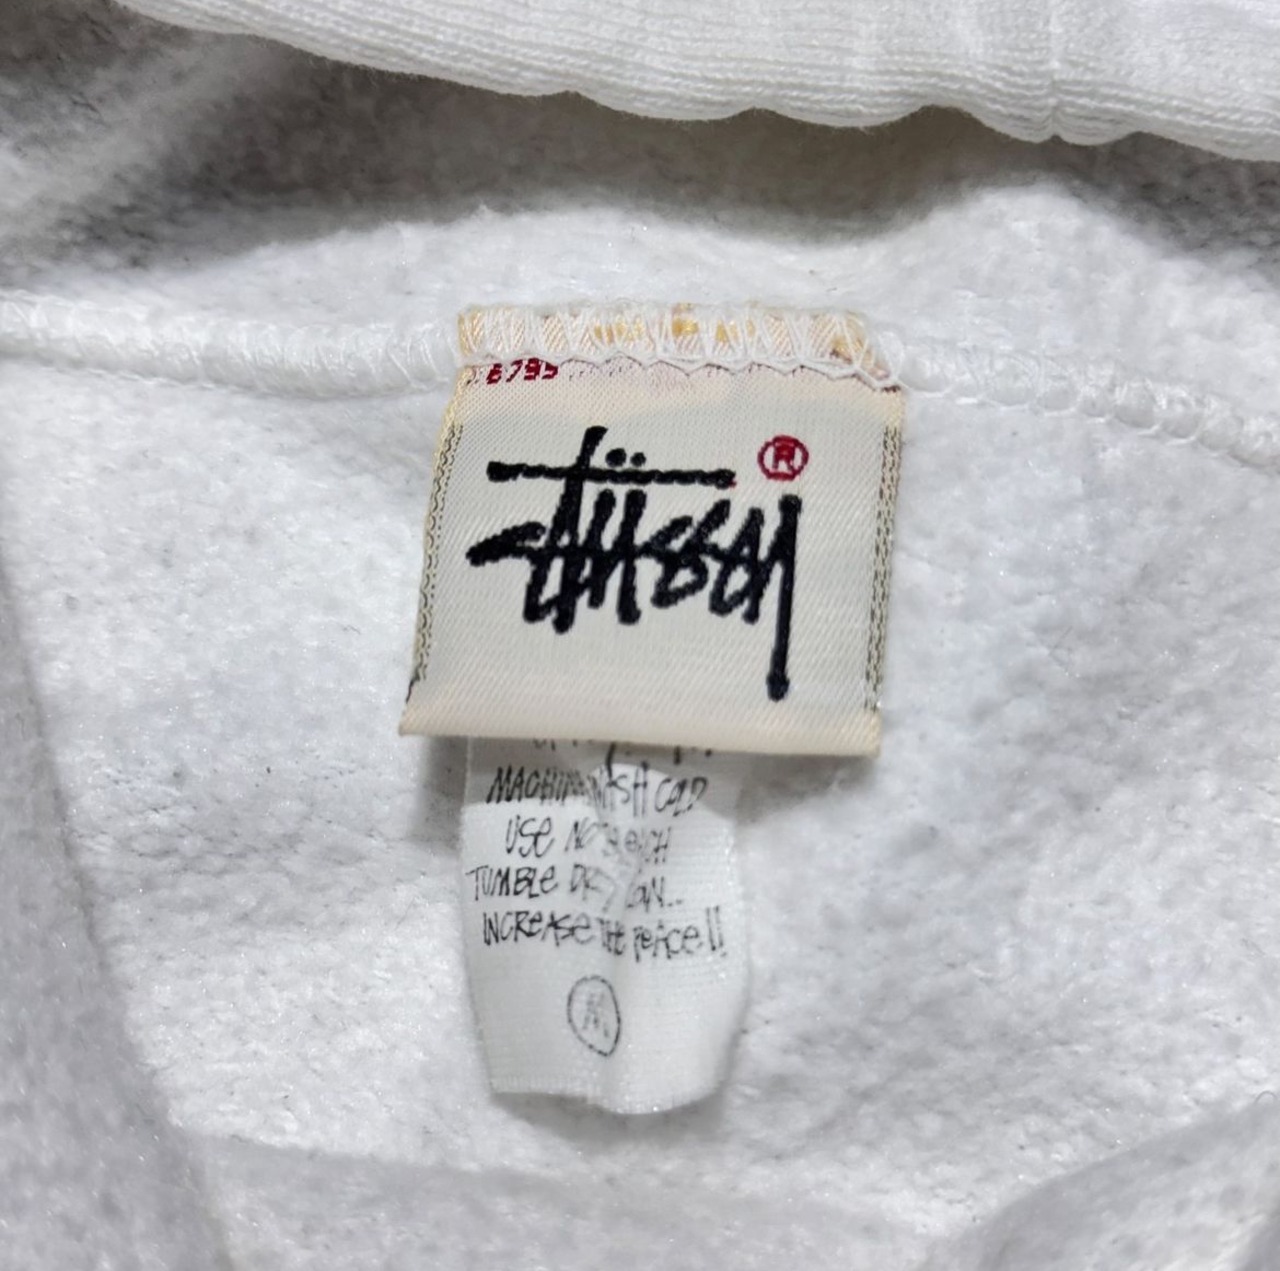 6795
Stüssy ®
MACHINE WASH COLD
USE NO BLEACH
TUMBLE DRY LOW...
INCREASE THE PEACE!!
M